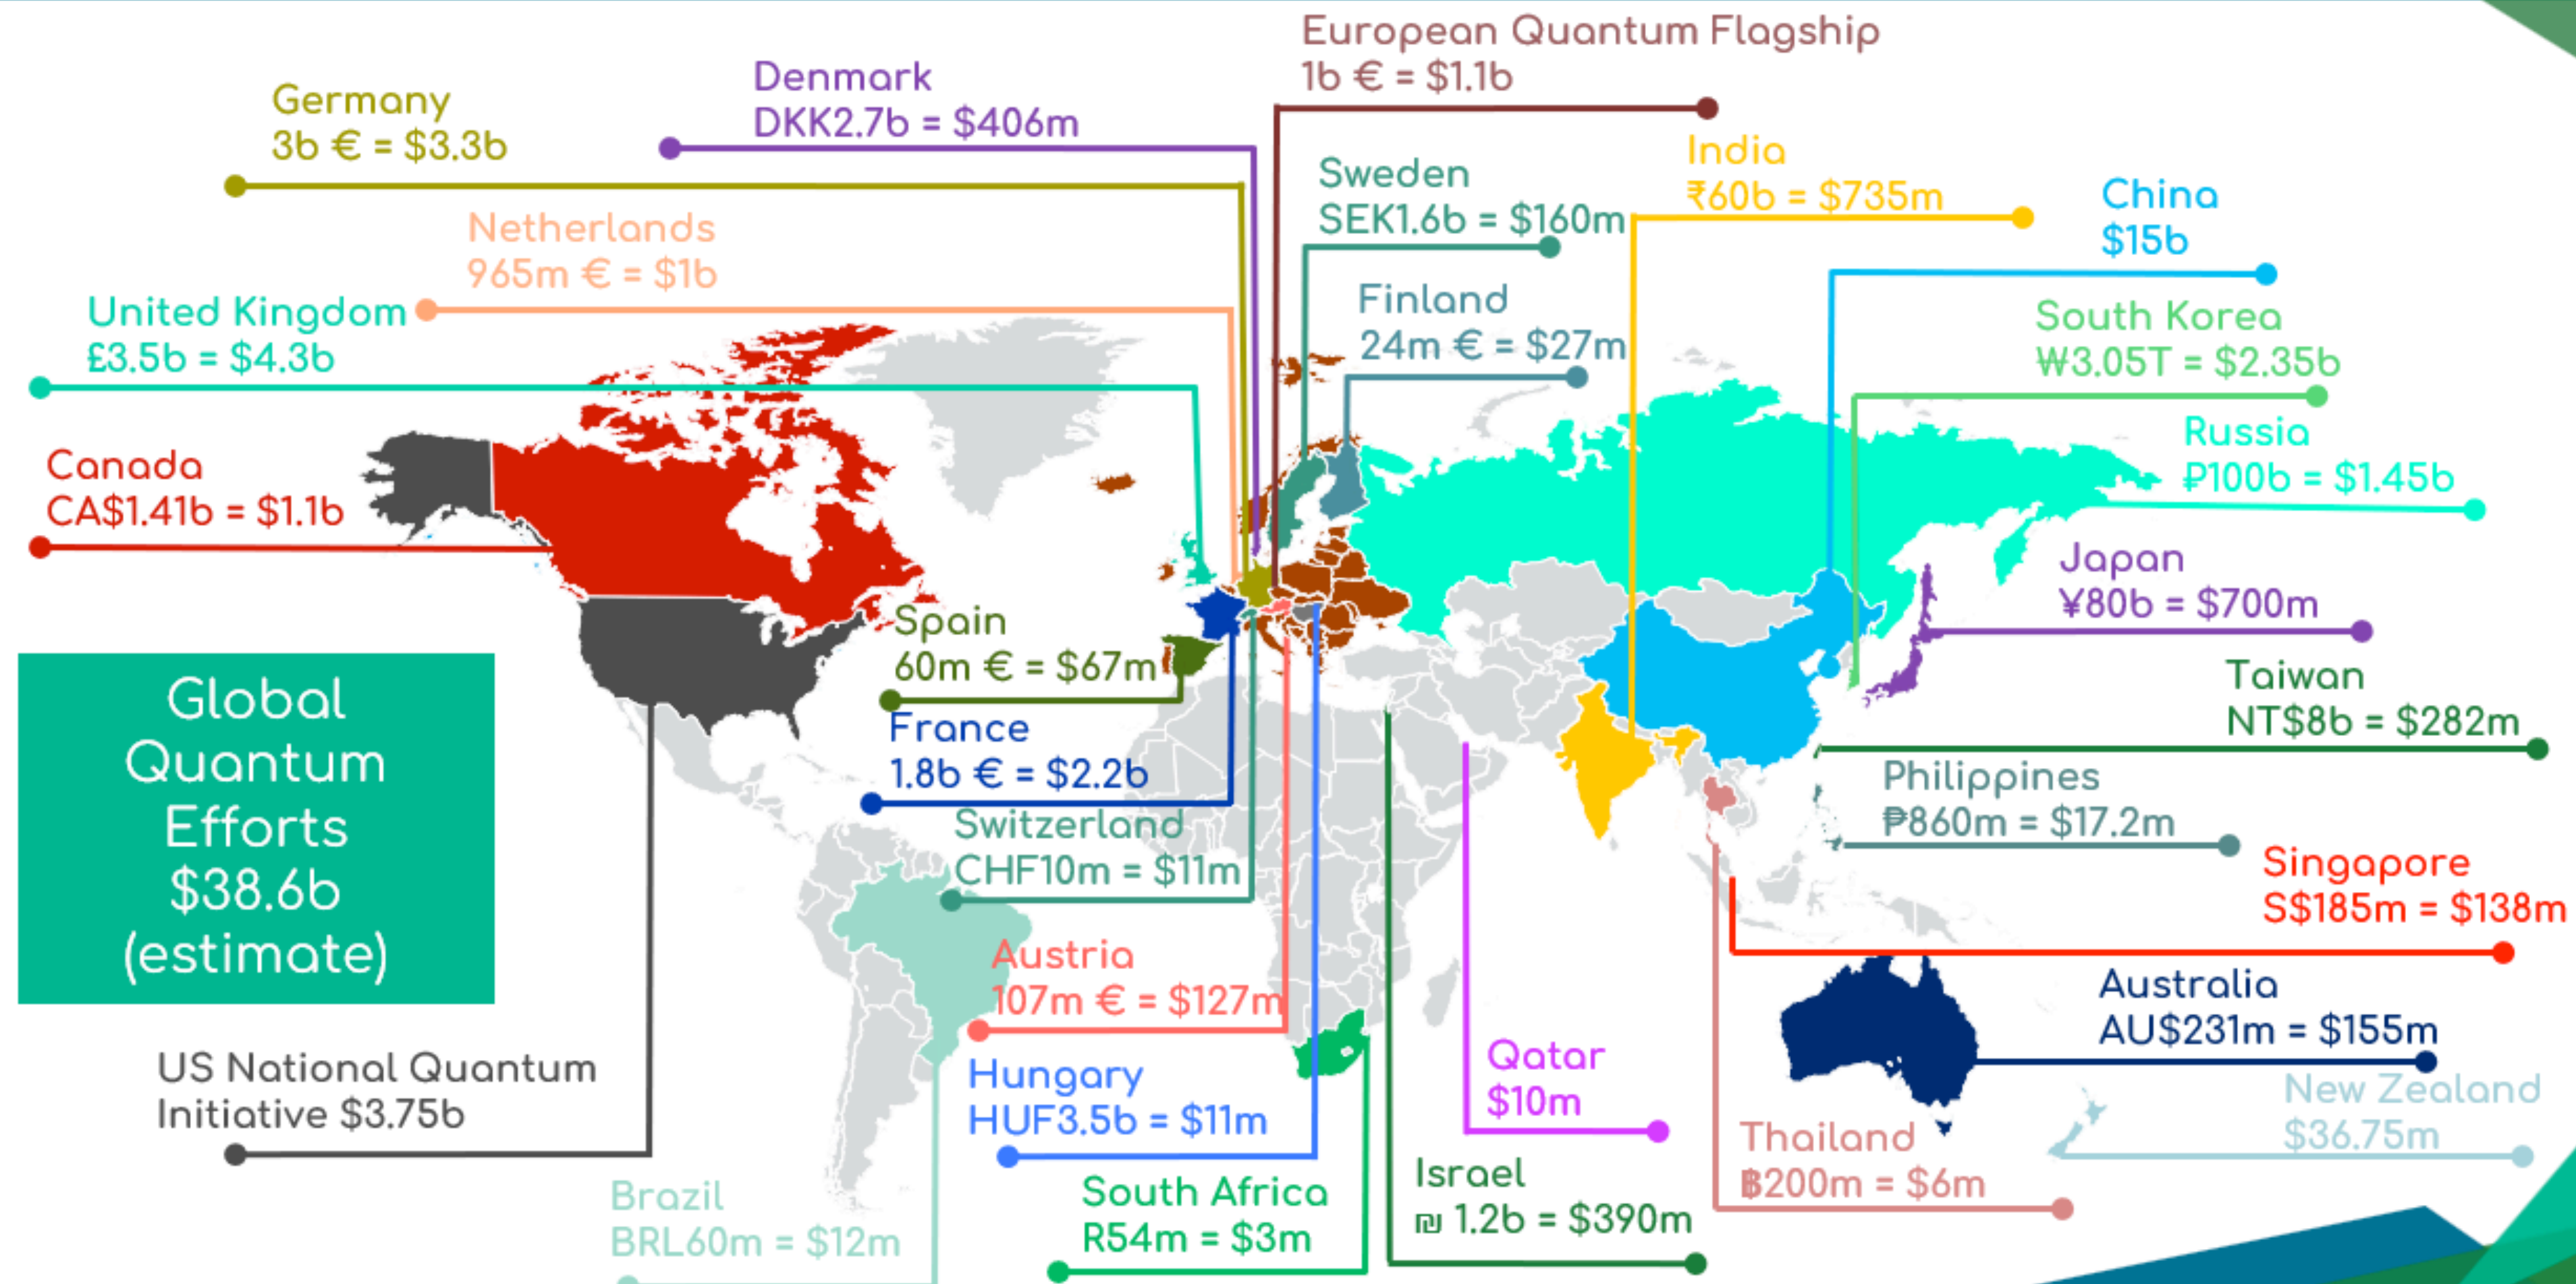 European Quantum Flagship
1b € = $1.1b
Germany
3b € = $3.3b
Denmark
DKK2.7b = $406m
Netherlands
965m € = $1b
Sweden
SEK1.6b = $160m
India
₹60b = $735m
China
$15b
United Kingdom
£3.5b = $4.3b
Finland
24m € = $27m
South Korea
₩3.05T = $2.35b
Canada
CA$1.41b = $1.1b
Russia
₽100b = $1.45b
Japan
¥80b = $700m
Spain
60m € = $67m
Taiwan
NT$8b = $282m
Global
Quantum
Efforts
$38.6b
(estimate)
France
1.8b € = $2.2b
Philippines
₱860m = $17.2m
Switzerland
CHF10m = $11m
Singapore
S$185m = $138m
Austria
107m € = $127m
Australia
AU$231m = $155m
US National Quantum
Initiative $3.75b
Hungary
HUF3.5b = $11m
Qatar
$10m
New Zealand
$36.75m
Thailand
฿200m = $6m
Brazil
BRL60m = $12m
South Africa
R54m = $3m
Israel
₪ 1.2b = $390m